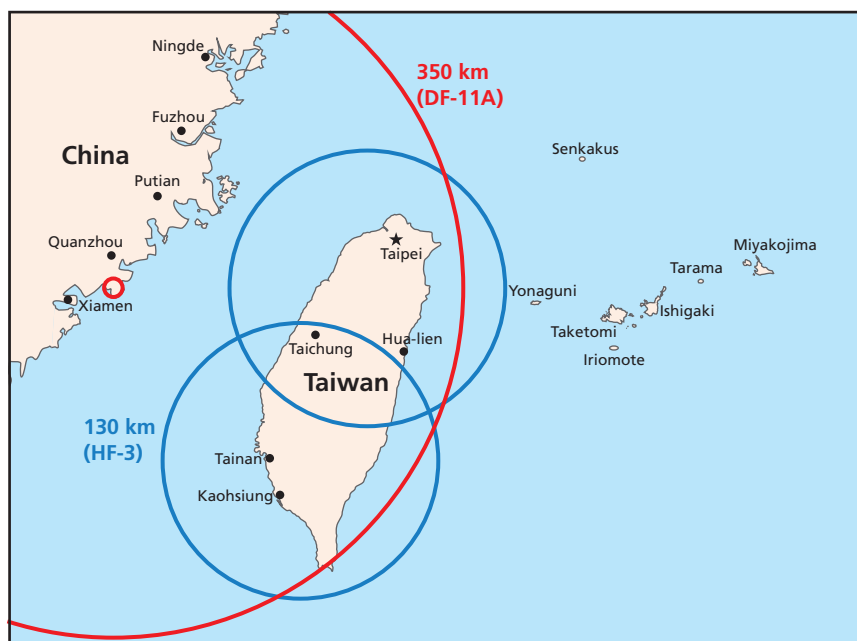 Ningde
350 km
(DF-11A)
Fuzhou
Senkakus
China
Putian
Quanzhou
Taipei
Miyakojima
Tarama
Xiamen
Yonaguni
Ishigaki
Taketomi
Hua-lien
Taichung
Iriomote
Taiwan
130 km
(HF-3)
Tainan
Kaohsiung